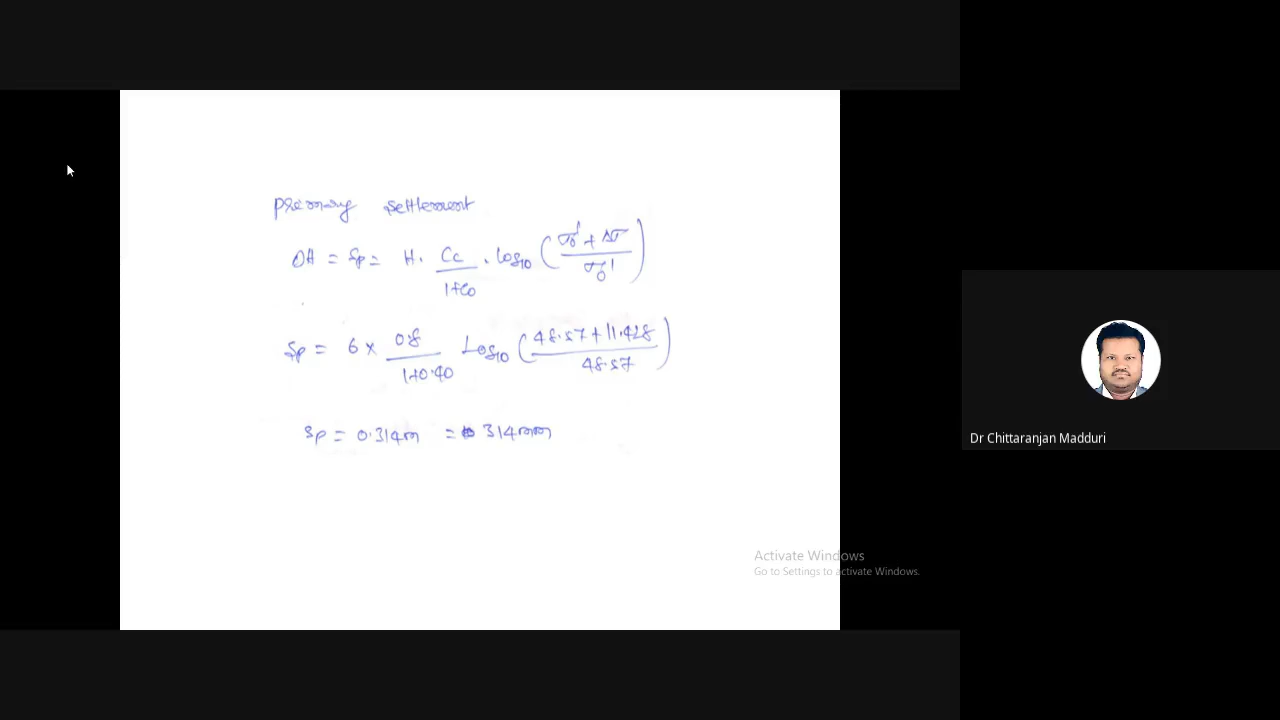 Primary settlement
ΔH = Sp = H. Cc/(1+e0) . log10 ((σ0' + Δσ)/σ0')
Sp = 6 × 0.8/(1+0.40) Log10 ((48.57+11.428)/48.57)
Sp = 0.314m = 314mm
Dr Chittaranjan Madduri
Activate Windows
Go to Settings to activate Windows.